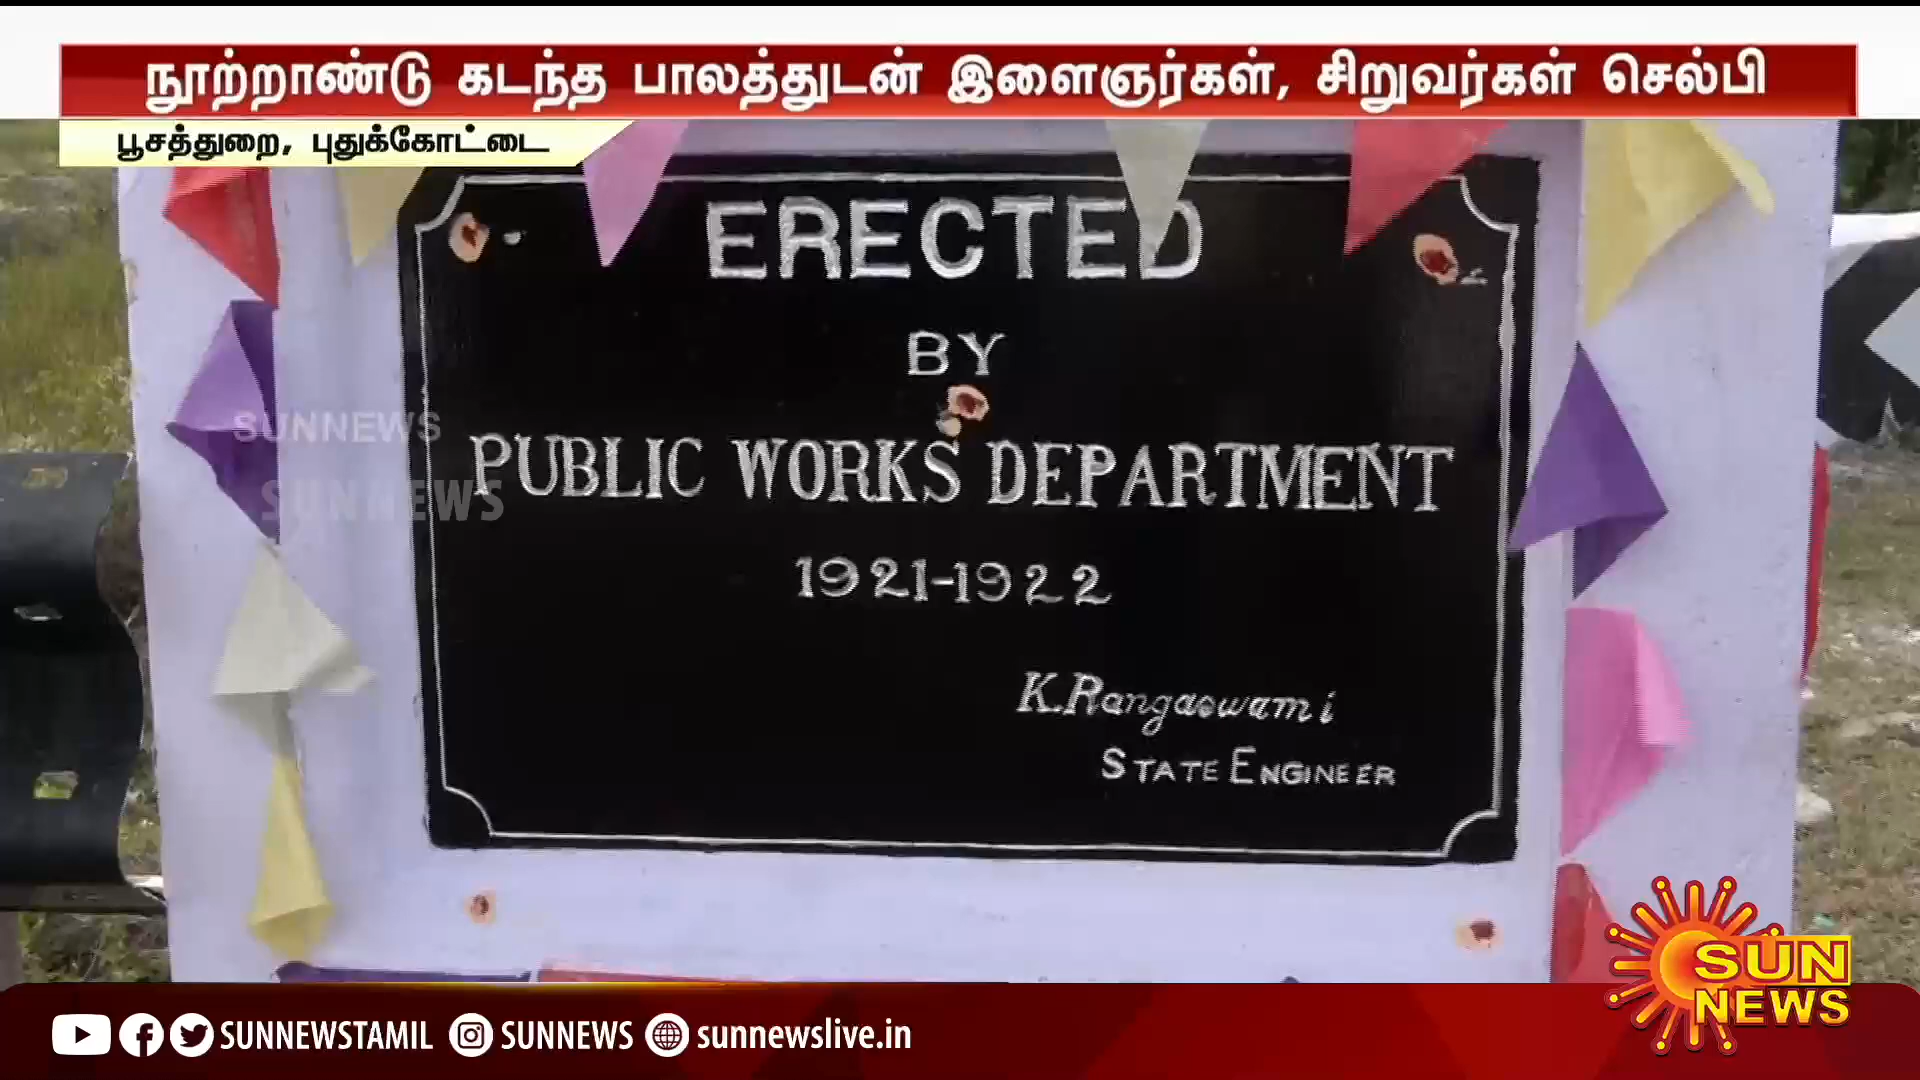 நூற்றாண்டு கடந்த பாலத்துடன் இளைஞர்கள், சிறுவர்கள் செல்பி
பூசத்துறை, புதுக்கோட்டை
ERECTED
BY
SUNNEWS
PUBLIC WORKS DEPARTMENT
SUNNEWS
1921-1922
K.Rangaswami
STATE ENGINEER
SUN
NEWS
SUNNEWSTAMIL SUNNEWS sunnewslive.in